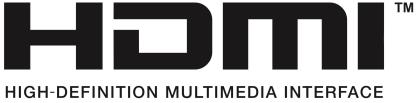 HDMI™
HIGH-DEFINITION MULTIMEDIA INTERFACE